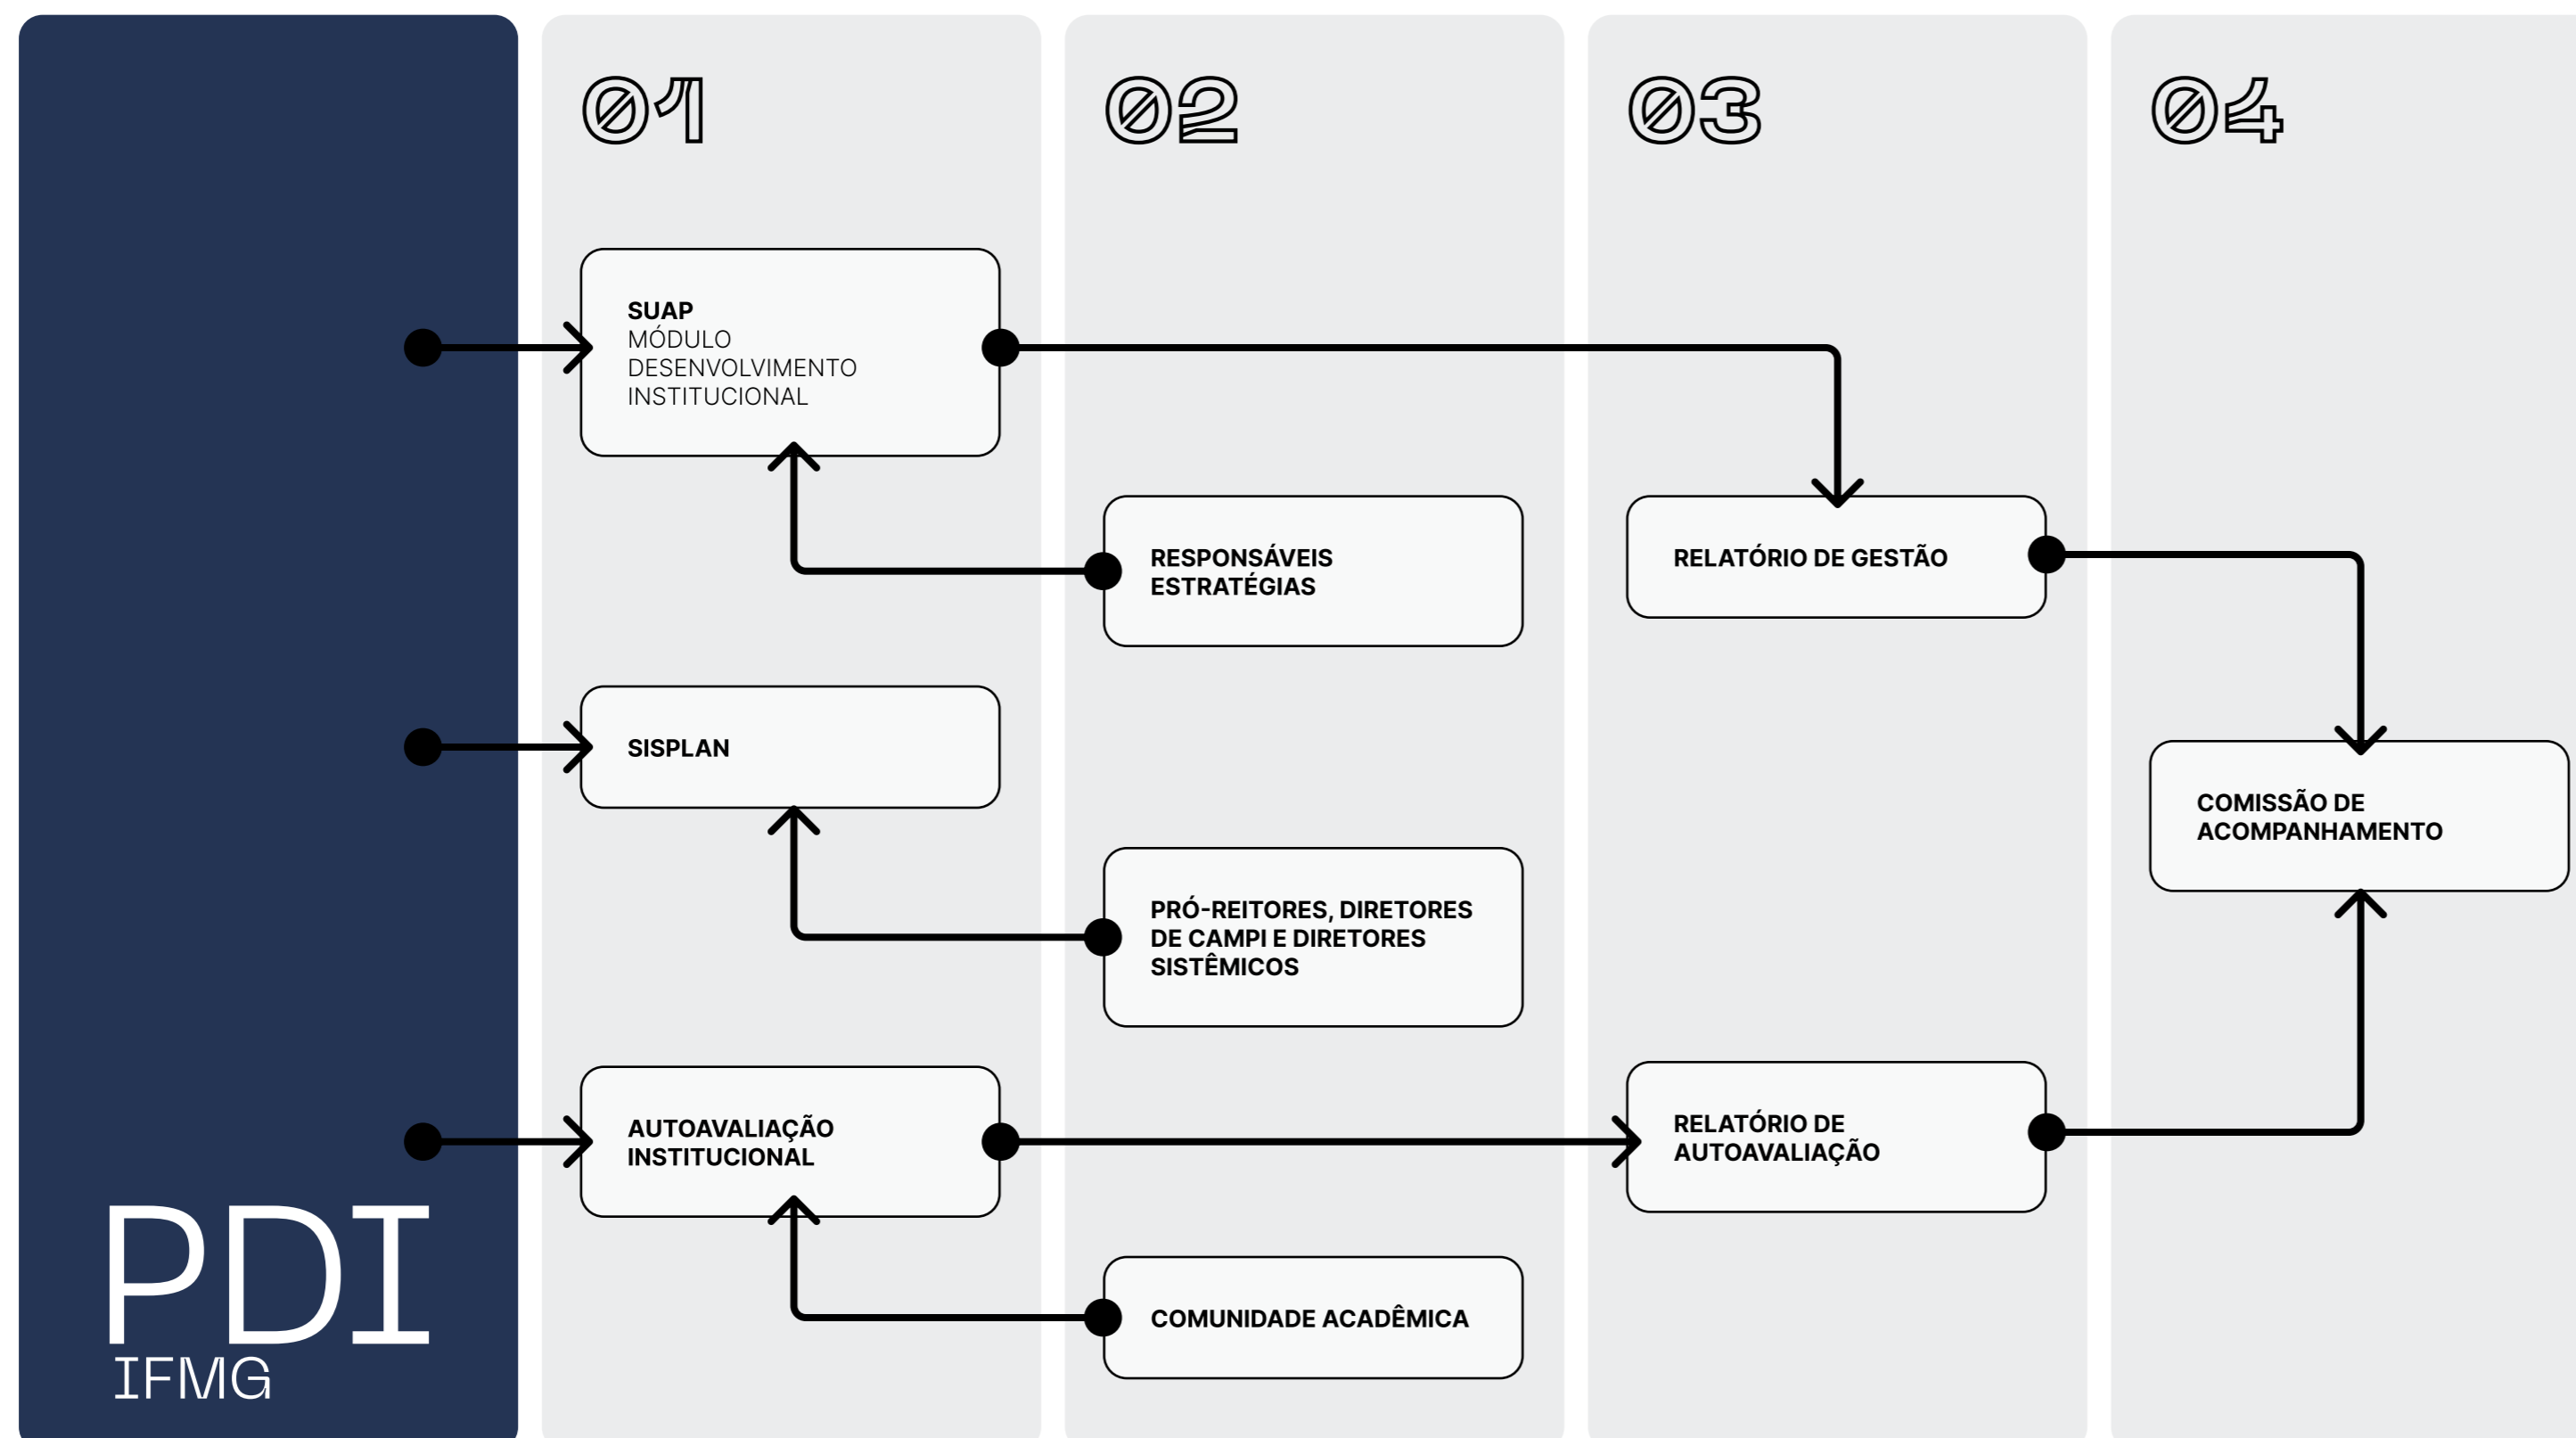 PDI
IFMG
01
SUAP
MÓDULO
DESENVOLVIMENTO
INSTITUCIONAL
SISPLAN
AUTOAVALIAÇÃO
INSTITUCIONAL
02
RESPONSÁVEIS
ESTRATÉGIAS
PRÓ-REITORES, DIRETORES
DE CAMPI E DIRETORES
SISTÊMICOS
COMUNIDADE ACADÊMICA
03
RELATÓRIO DE GESTÃO
RELATÓRIO DE
AUTOAVALIAÇÃO
04
COMISSÃO DE
ACOMPANHAMENTO